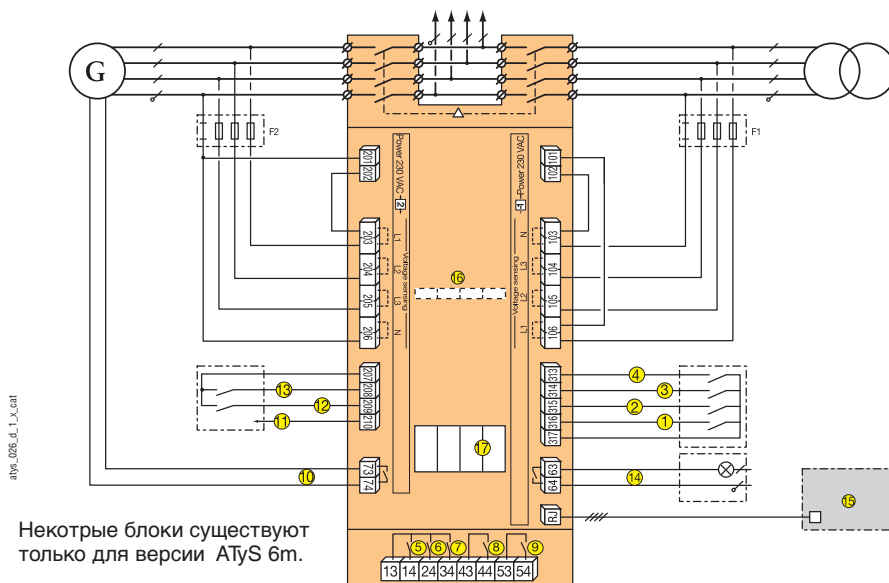 G
F2
F1
201
202
Power 230 VAC
2
101
102
Power 230 VAC
1
203
204
205
206
L1
L2
L3
N
Voltage sensing
103
104
105
106
N
L3
L2
L1
Voltage sensing
16
207
208
209
210
13
12
11
313
314
315
316
317
4
3
2
1
17
73
74
10
63
64
14
RJ
15
atys_026_d_1_x_cat
Некотрые блоки существуют
только для версии ATyS 6m.
5
6
7
8
9
13 14 24 34 43 44 53 54